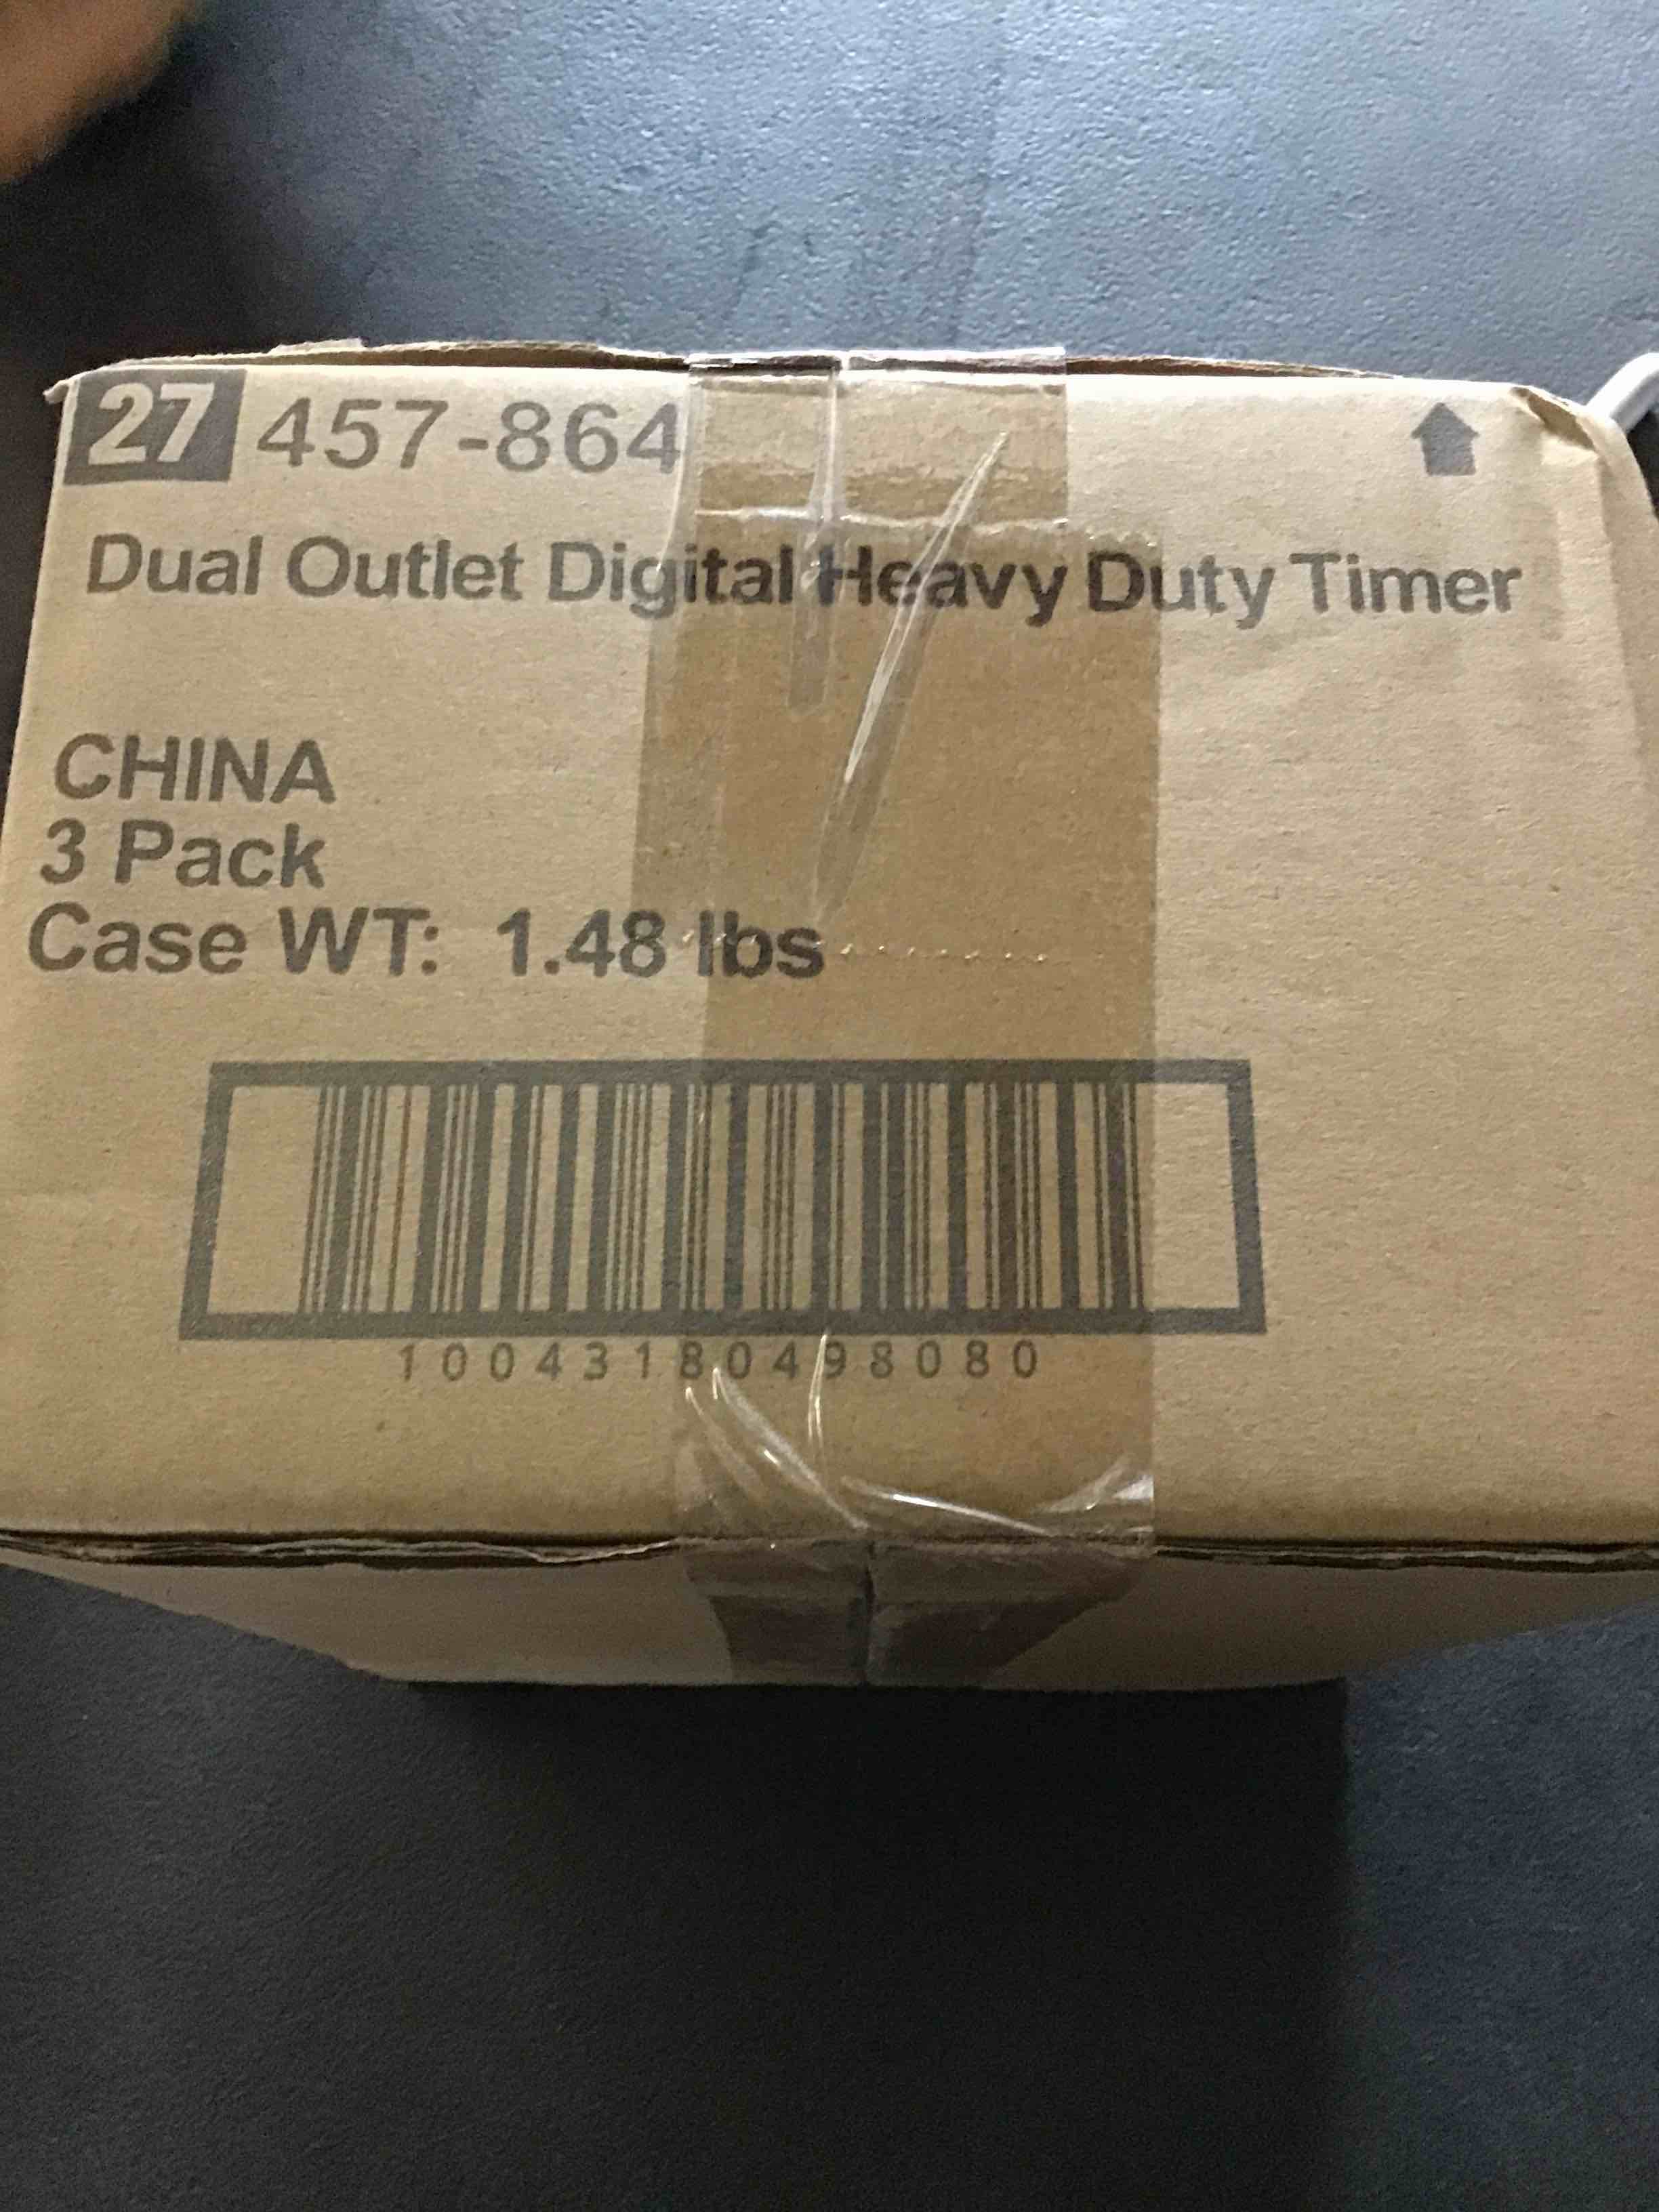 27 457-864
Dual Outlet Digital Heavy Duty Timer
CHINA
3 Pack
Case WT: 1.48 lbs
10043180498080